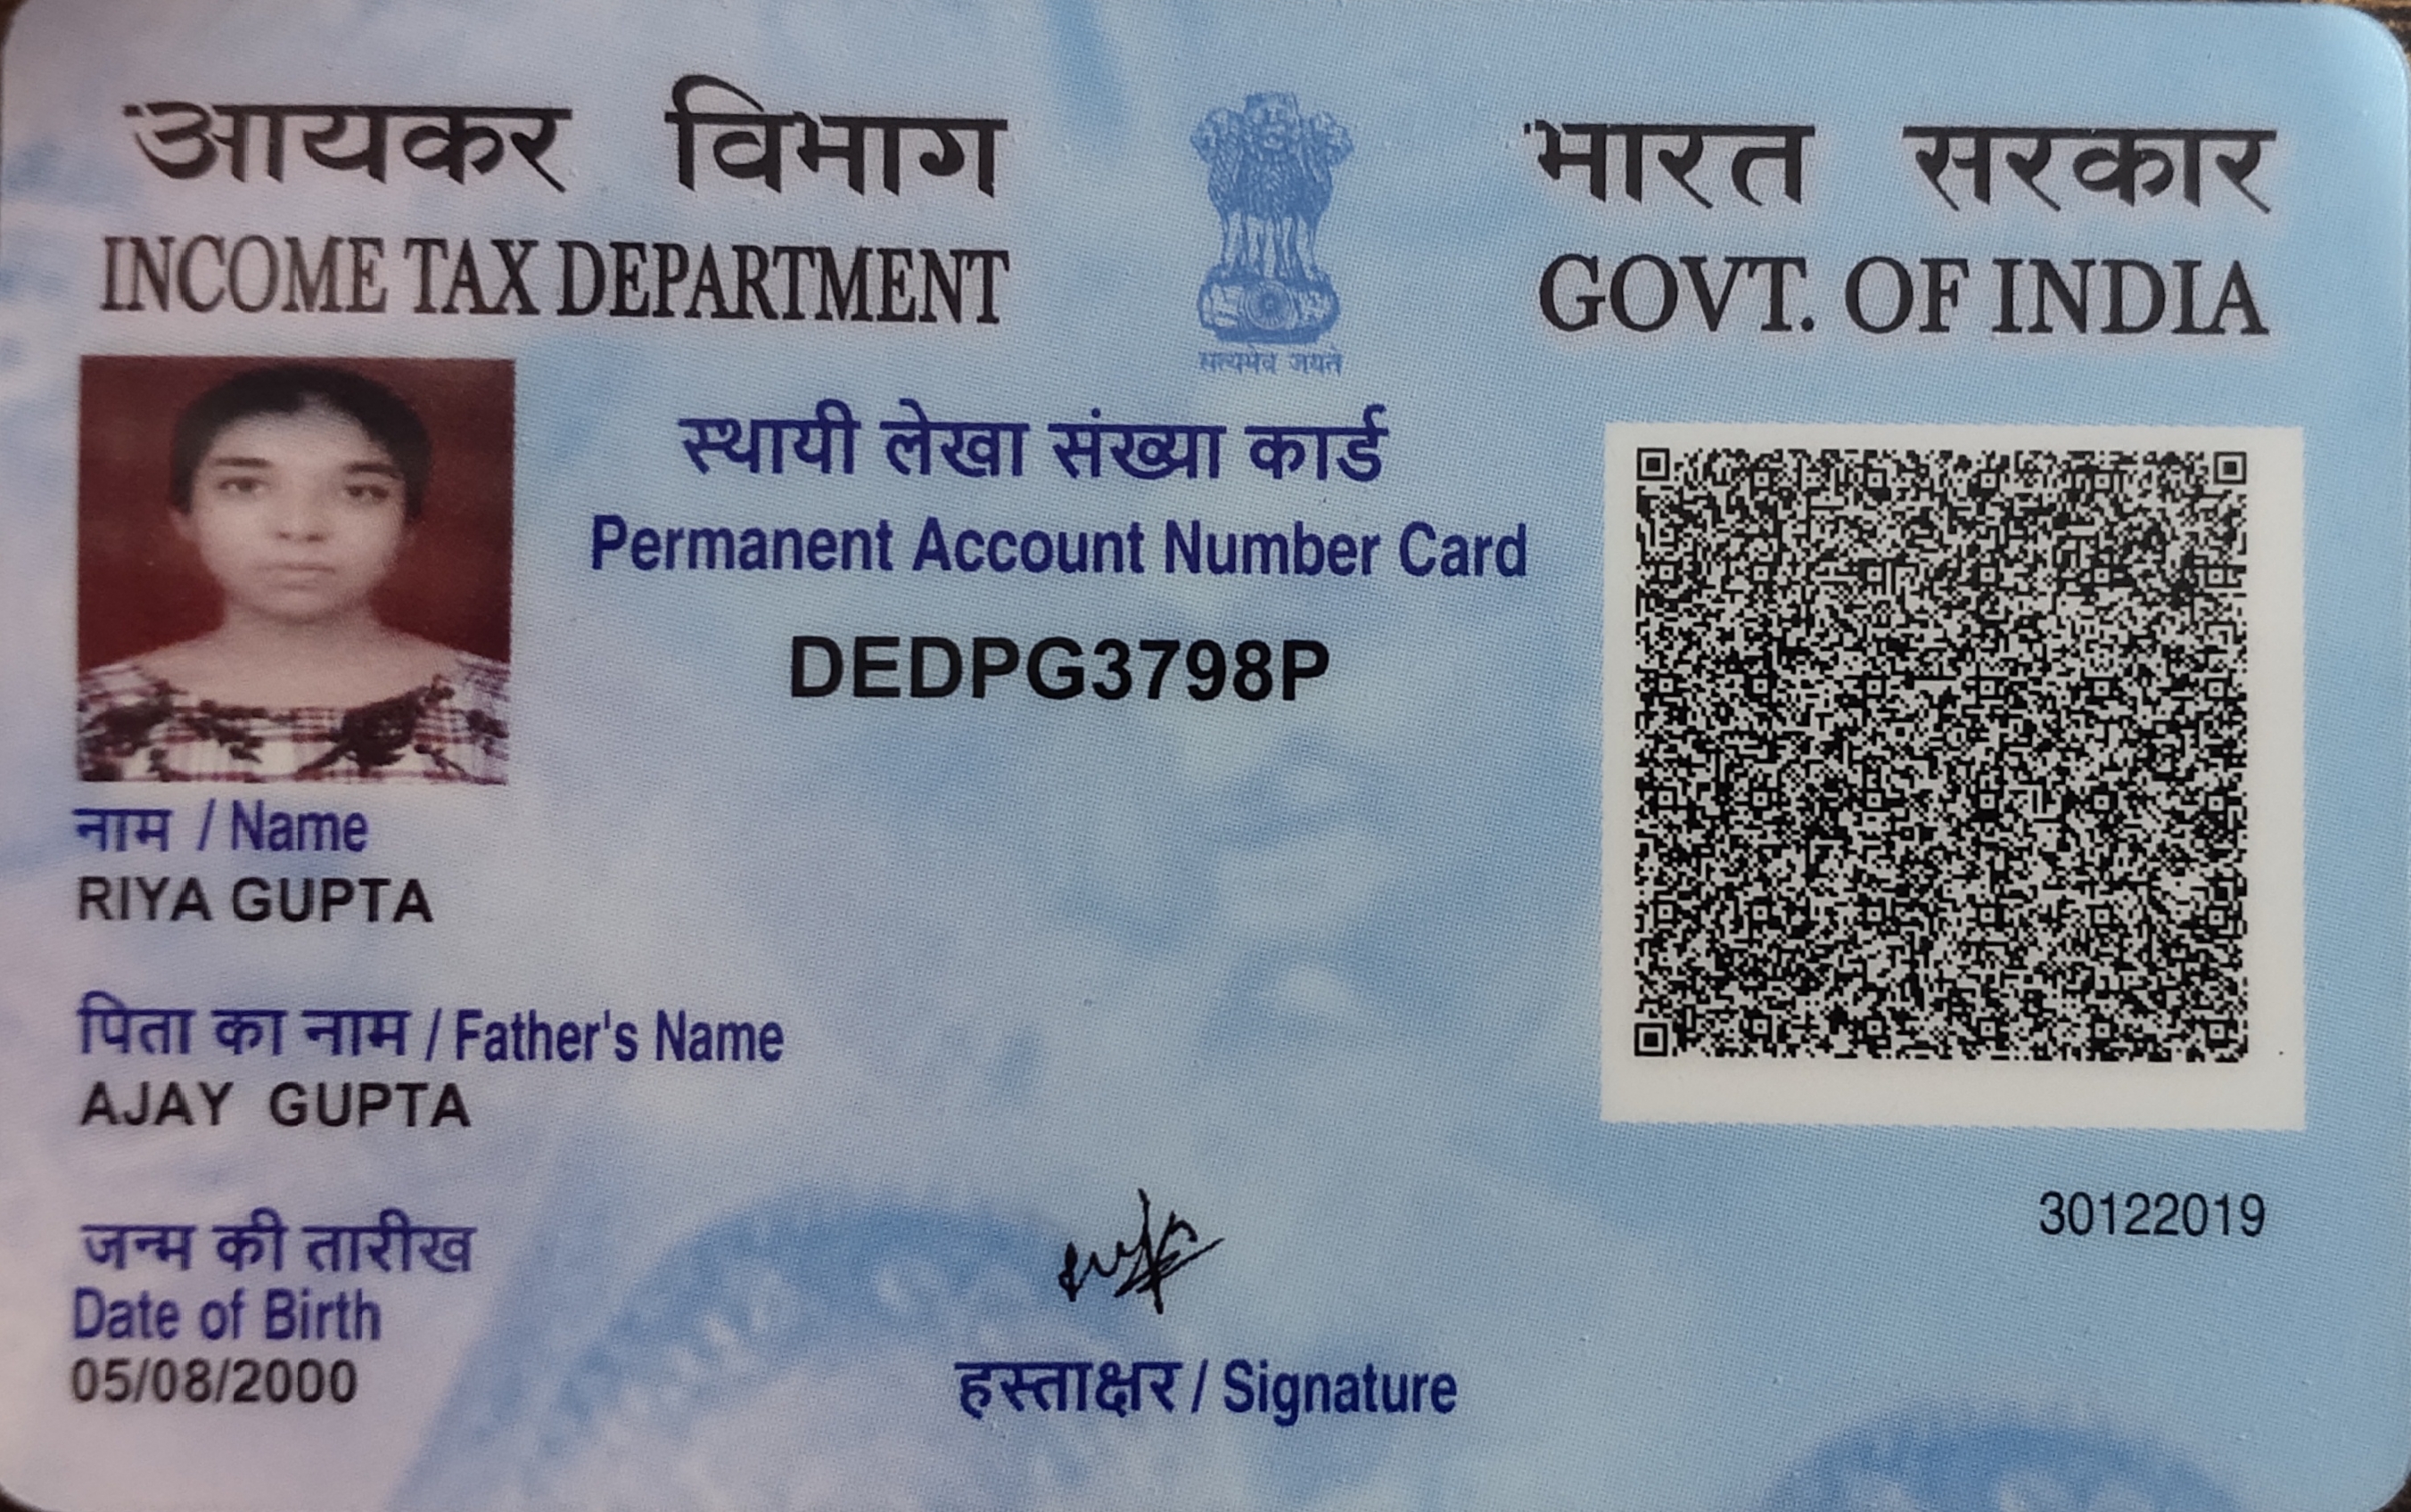 आयकर विभाग
INCOME TAX DEPARTMENT
सत्यमेव जयते
भारत सरकार
GOVT. OF INDIA
स्थायी लेखा संख्या कार्ड
Permanent Account Number Card
DEDPG3798P
नाम / Name
RIYA GUPTA
पिता का नाम / Father's Name
AJAY GUPTA
जन्म की तारीख
Date of Birth
05/08/2000
हस्ताक्षर / Signature
30122019